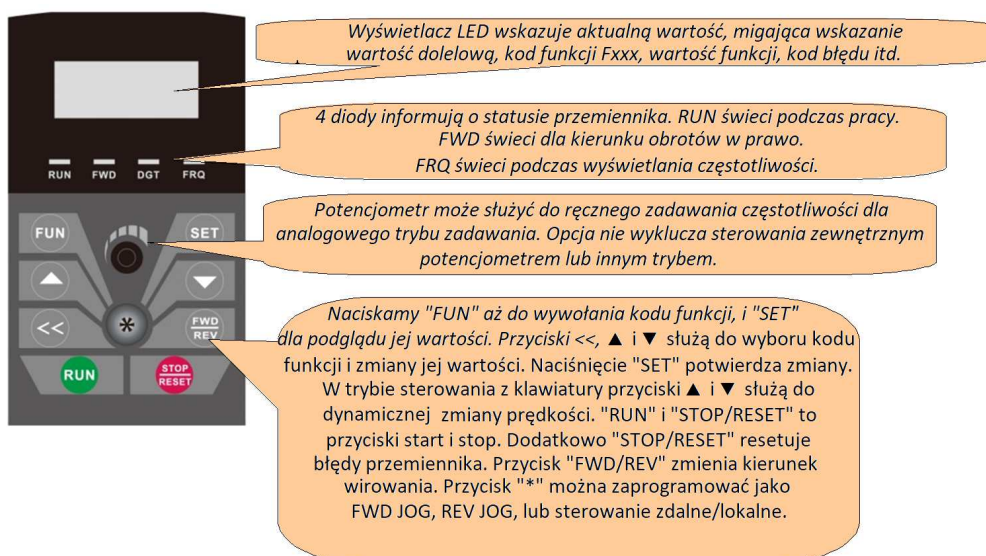 Wyświetlacz LED wskazuje aktualną wartość, migająca wskazanie
wartość dolelową, kod funkcji Fxxx, wartość funkcji, kod błędu itd.
4 diody informują o statusie przemiennika. RUN świeci podczas pracy.
FWD świeci dla kierunku obrotów w prawo.
FRQ świeci podczas wyświetlania częstotliwości.
RUN FWD DGT FRQ
Potencjometr może służyć do ręcznego zadawania częstotliwości dla
analogowego trybu zadawania. Opcja nie wyklucza sterowania zewnętrznym
potencjometrem lub innym trybem.
FUN SET
▲ ▼
<< * FWD
REV
RUN STOP
RESET
Naciskamy "FUN" aż do wywołania kodu funkcji, i "SET"
dla podglądu jej wartości. Przyciski <<, ▲ i ▼ służą do wyboru kodu
funkcji i zmiany jej wartości. Naciśnięcie "SET" potwierdza zmiany.
W trybie sterowania z klawiatury przyciski ▲ i ▼ służą do
dynamicznej zmiany prędkości. "RUN" i "STOP/RESET" to
przyciski start i stop. Dodatkowo "STOP/RESET" resetuje
błędy przemiennika. Przycisk "FWD/REV" zmienia kierunek
wirowania. Przycisk "*" można zaprogramować jako
FWD JOG, REV JOG, lub sterowanie zdalne/lokalne.